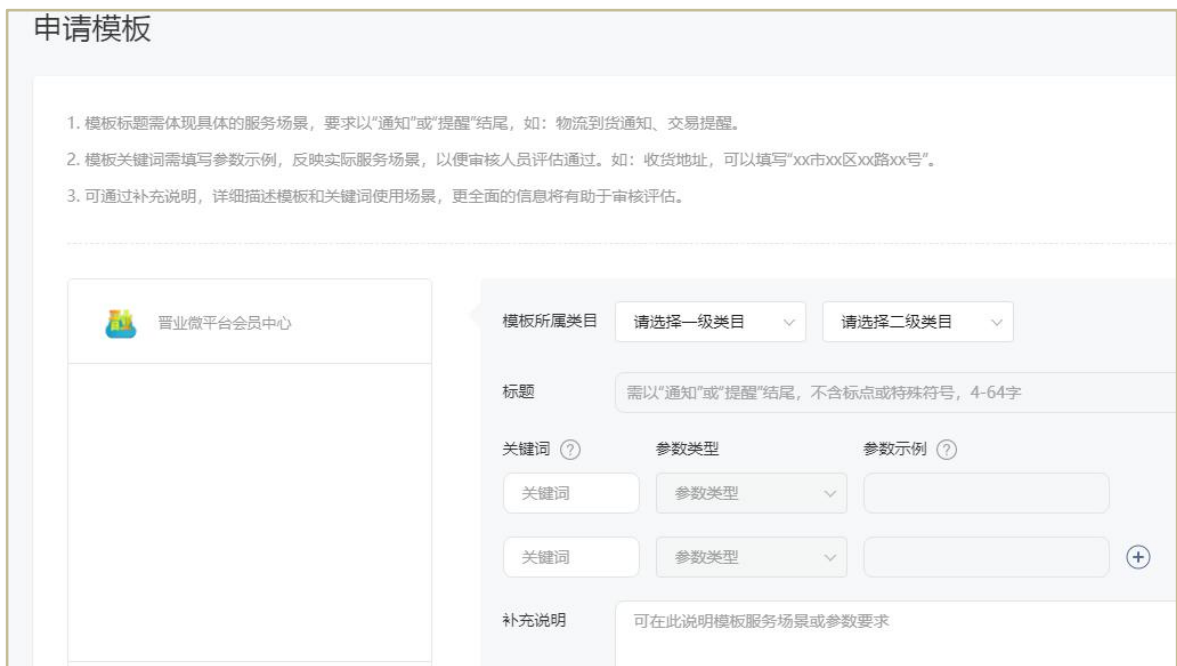 申请模板
1. 模板标题需体现具体的服务场景，要求以“通知”或“提醒”结尾，如：物流到货通知、交易提醒。
2. 模板关键词需填写参数示例，反映实际服务场景，以便审核人员评估通过。如：收货地址，可以填写“xx市xx区xx路xx号”。
3. 可通过补充说明，详细描述模板和关键词使用场景，更全面的信息将有助于审核评估。
晋业微平台会员中心
模板所属类目 请选择一级类目 请选择二级类目
标题 需以“通知”或“提醒”结尾，不含标点或特殊符号，4-64字
关键词 ? 参数类型 参数示例 ?
关键词 参数类型
关键词 参数类型
补充说明 可在此说明模板服务场景或参数要求